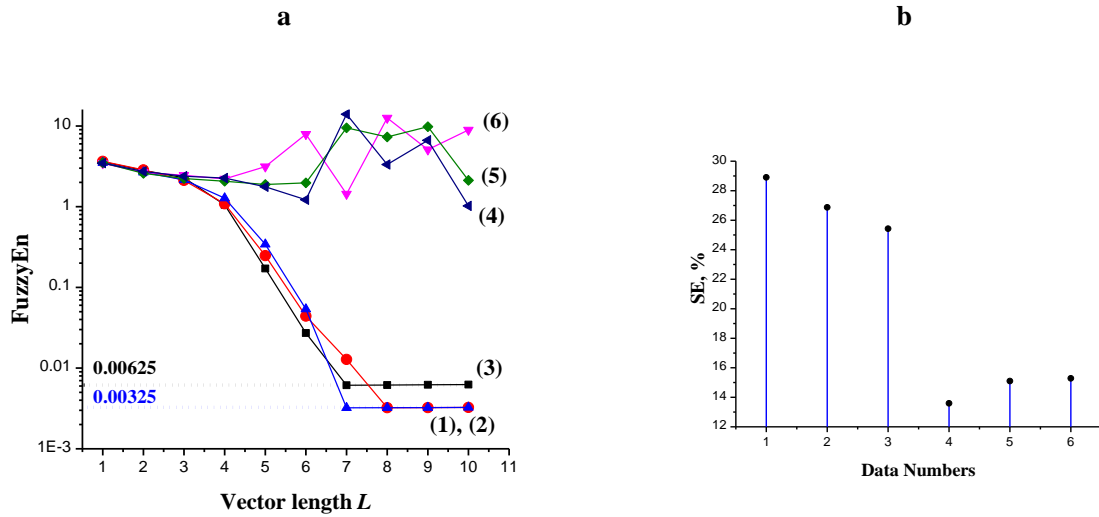 a
b
FuzzyEn
10
1
0.1
0.01
1E-3
0.00625
0.00325
(6)
(5)
(4)
(3)
(1), (2)
1 2 3 4 5 6 7 8 9 10 11
Vector length L
SE, %
30
28
26
24
22
20
18
16
14
12
1 2 3 4 5 6
Data Numbers